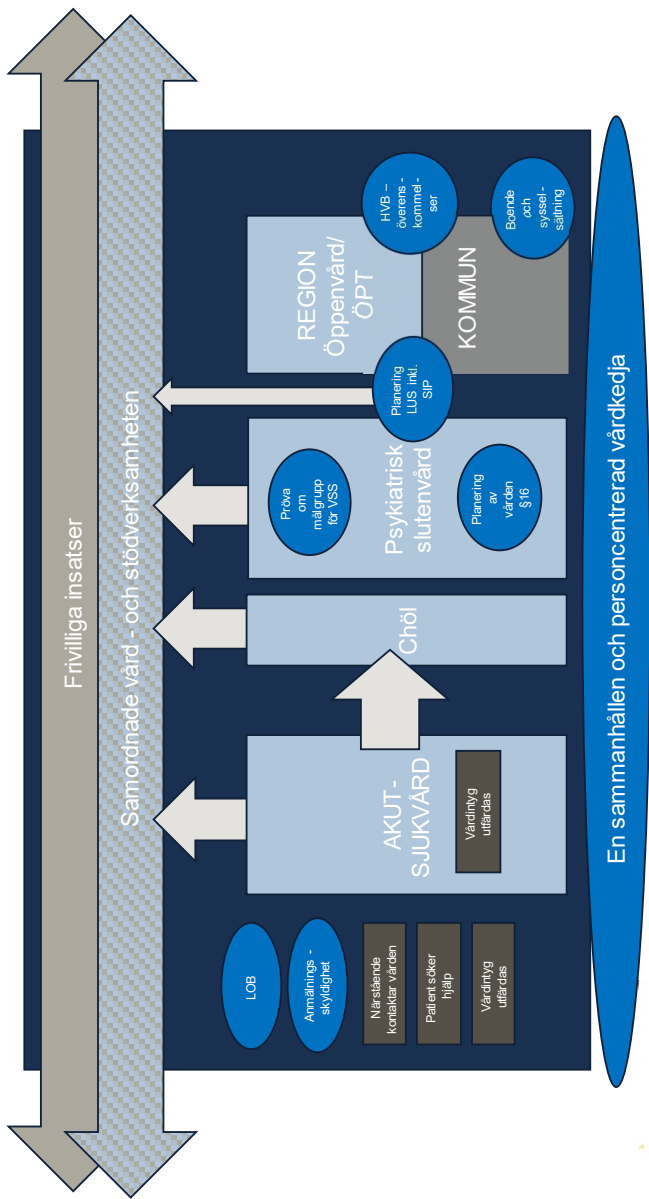 Frivilliga insatser
Samordnade vård - och stödverksamheten
LOB
Anmälnings -
skyldighet
Närstående
kontaktar vården
Patient söker
hjälp
Vårdintyg
utfärdas
AKUT-
SJUKVÅRD
Vårdintyg
utfärdas
Chöl
Pröva
om
målgrupp
för VSS
Psykiatrisk
slutenvård
Planering
av
vården
§16
Planering
LUS inkl.
SIP
REGION
Öppenvård/
ÖPT
HVB –
överens -
kommel -
ser
KOMMUN
Boende
och
syssel -
sättning
En sammanhållen och personcentrerad vårdkedja